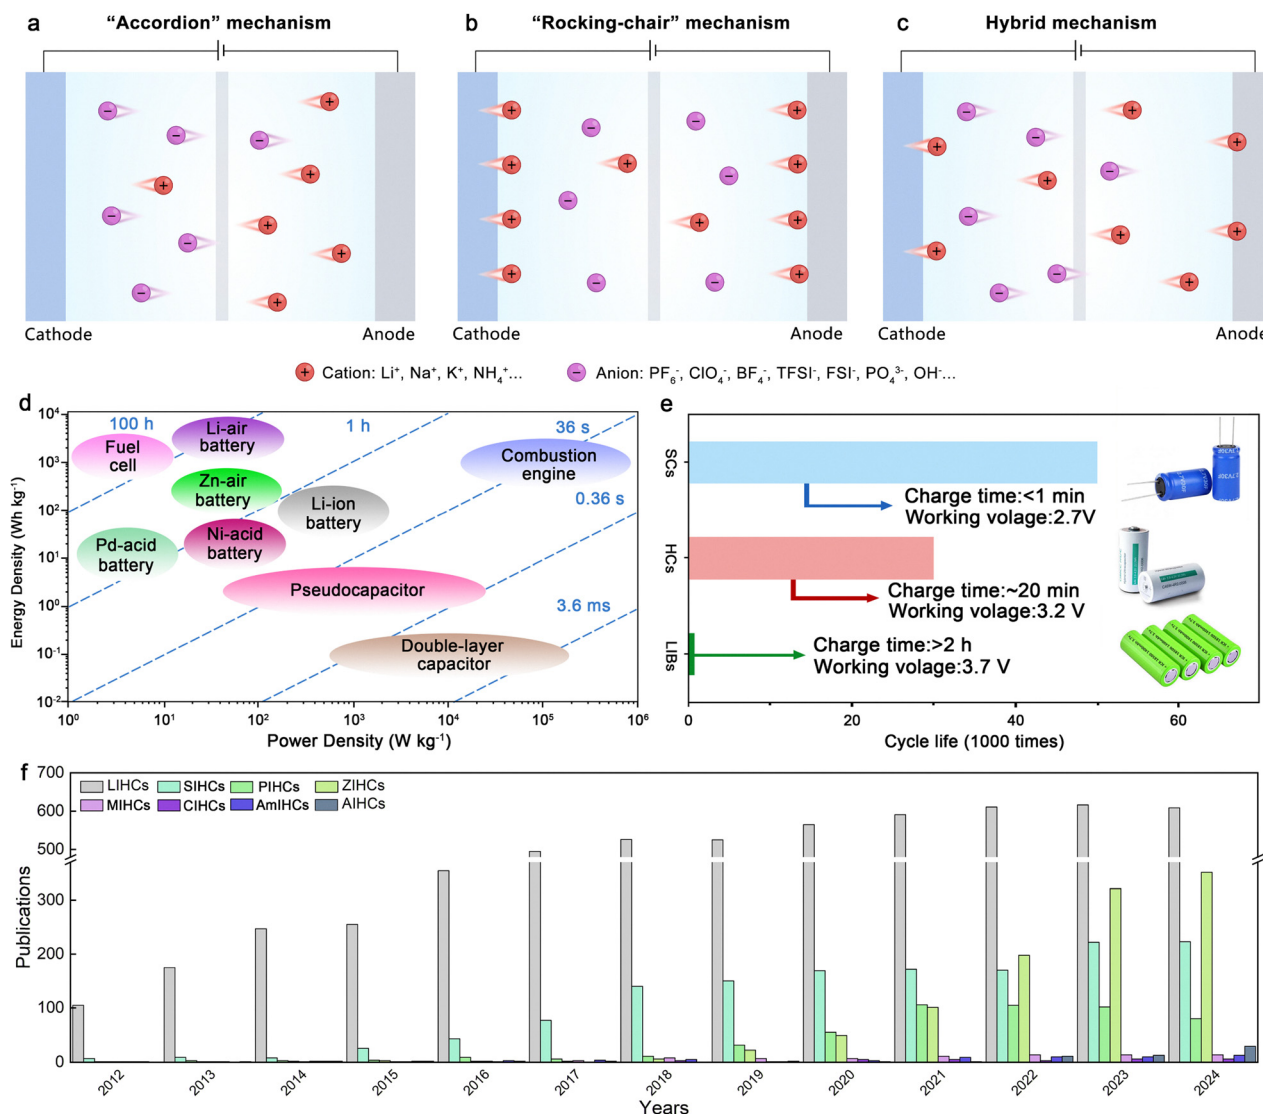 a
"Accordion" mechanism
Cathode
Anode
b
"Rocking-chair" mechanism
Cathode
Anode
c
Hybrid mechanism
Cathode
Anode
Cation: Li⁺, Na⁺, K⁺, NH₄⁺...
Anion: PF₆⁻, ClO₄⁻, BF₄⁻, TFSI⁻, FSI⁻, PO₄³⁻, OH⁻...
d
Energy Density (Wh kg⁻¹)
10⁴
10³
10²
10¹
10⁰
10⁻¹
10⁻²
100 h
1 h
36 s
0.36 s
3.6 ms
Fuel
cell
Li-air
battery
Zn-air
battery
Li-ion
battery
Combustion
engine
Pd-acid
battery
Ni-acid
battery
Pseudocapacitor
Double-layer
capacitor
10⁰ 10¹ 10² 10³ 10⁴ 10⁵ 10⁶
Power Density (W kg⁻¹)
e
SCs
Charge time:<1 min
Working volage:2.7V
HCs
Charge time:~20 min
Working volage:3.2 V
LIBs
Charge time:>2 h
Working volage:3.7 V
0 20 40 60
Cycle life (1000 times)
f
LIHCs SIHCs PIHCs ZIHCs
MIHCs CIHCs AmIHCs AIHCs
Publications
700
600
500
300
200
100
0
2012 2013 2014 2015 2016 2017 2018 2019 2020 2021 2022 2023 2024
Years